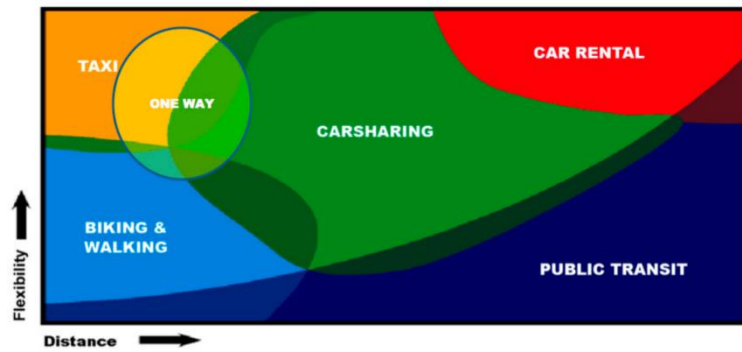 TAXI
ONE WAY
CAR RENTAL
CARSHARING
BIKING &
WALKING
PUBLIC TRANSIT
Flexibility
Distance